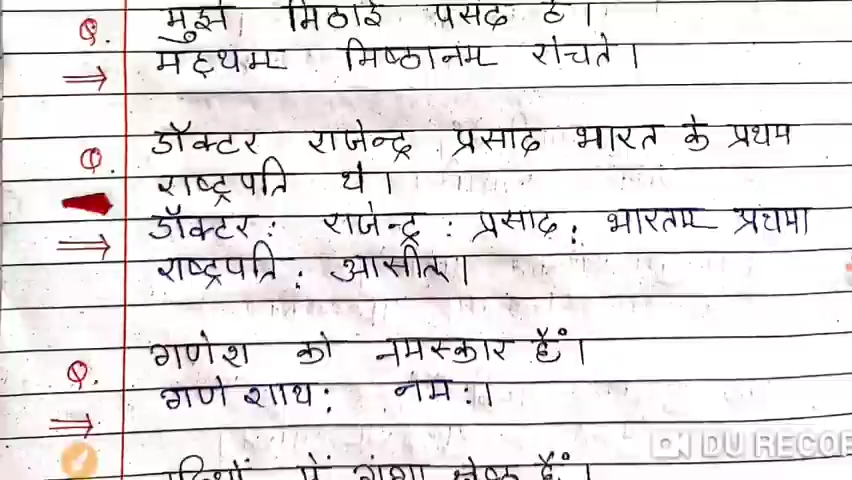 Q. मुझे मिठाई पसंद है।
⇒ मह्यम मिष्ठानम रोचते।
Q. डॉक्टर राजेन्द्र प्रसाद भारत के प्रथम
राष्ट्रपति थे।
⇒ डॉक्टर: राजेन्द्र: प्रसाद: भारतम प्रथमा
राष्ट्रपति: आसीत्।
Q. गणेश को नमस्कार हैं।
⇒ गणेशाय: नम:।
में गंगा श्रेष्ठ हैं।
DU RECOR